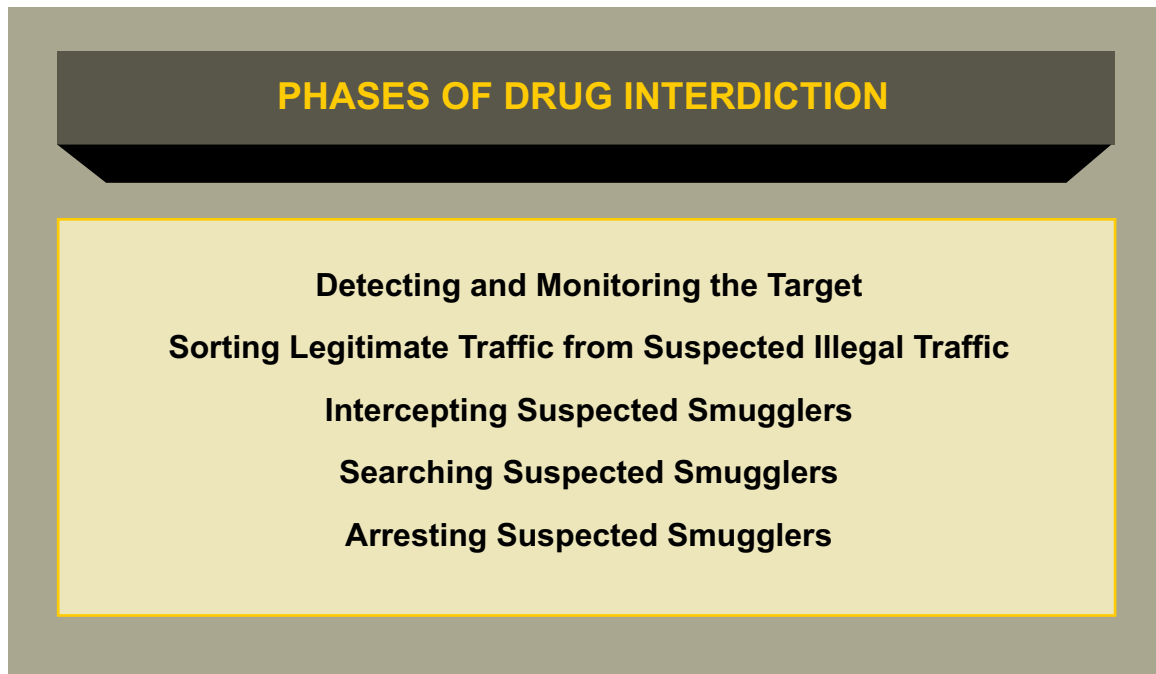 PHASES OF DRUG INTERDICTION
Detecting and Monitoring the Target
Sorting Legitimate Traffic from Suspected Illegal Traffic
Intercepting Suspected Smugglers
Searching Suspected Smugglers
Arresting Suspected Smugglers